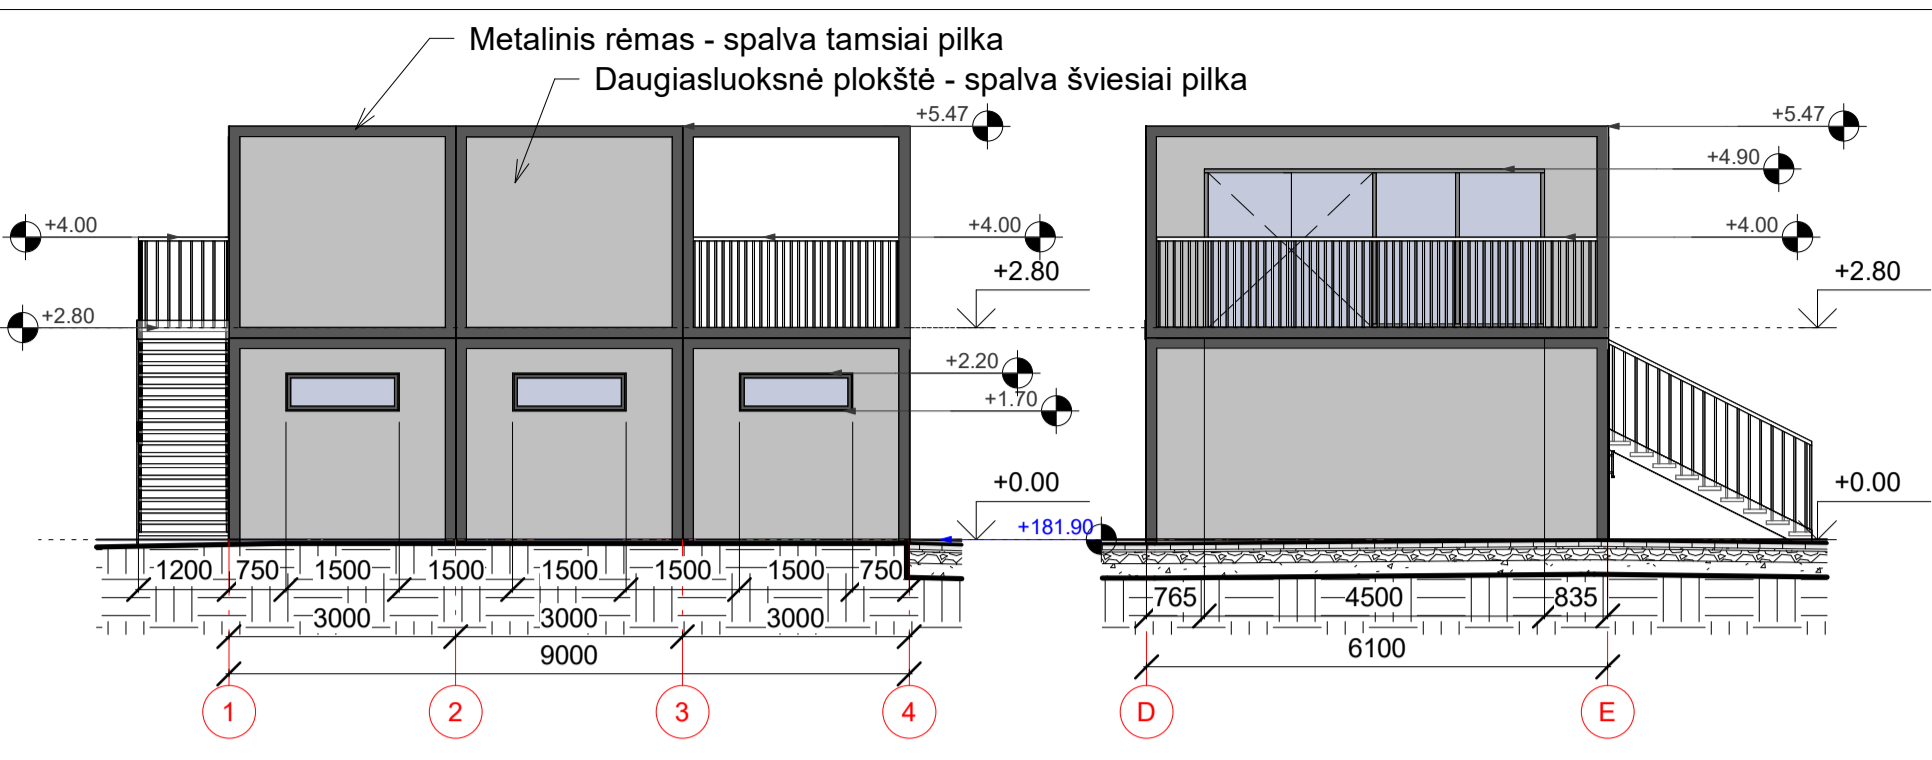 Metalinis rėmas - spalva tamsiai pilka
Daugiasluoksnė plokštė - spalva šviesiai pilka
+5.47
+5.47
+4.90
+4.00
+4.00
+4.00
+2.80
+2.80
+2.80
+2.20
+1.70
+0.00
+0.00
+181.90
1200 750 1500 1500 1500 1500 1500 750
765 4500 835
3000 3000 3000
9000
6100
1 2 3 4 D E